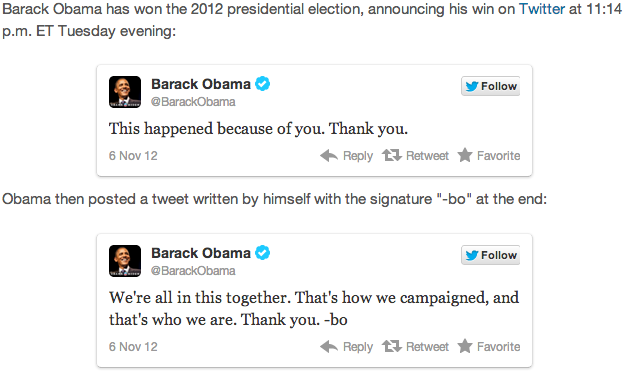 Barack Obama has won the 2012 presidential election, announcing his win on Twitter at 11:14
p.m. ET Tuesday evening:
Barack Obama
@BarackObama
Follow
This happened because of you. Thank you.
6 Nov 12
Reply Retweet Favorite
Obama then posted a tweet written by himself with the signature "-bo" at the end:
Barack Obama
@BarackObama
Follow
We're all in this together. That's how we campaigned, and
that's who we are. Thank you. -bo
6 Nov 12
Reply Retweet Favorite